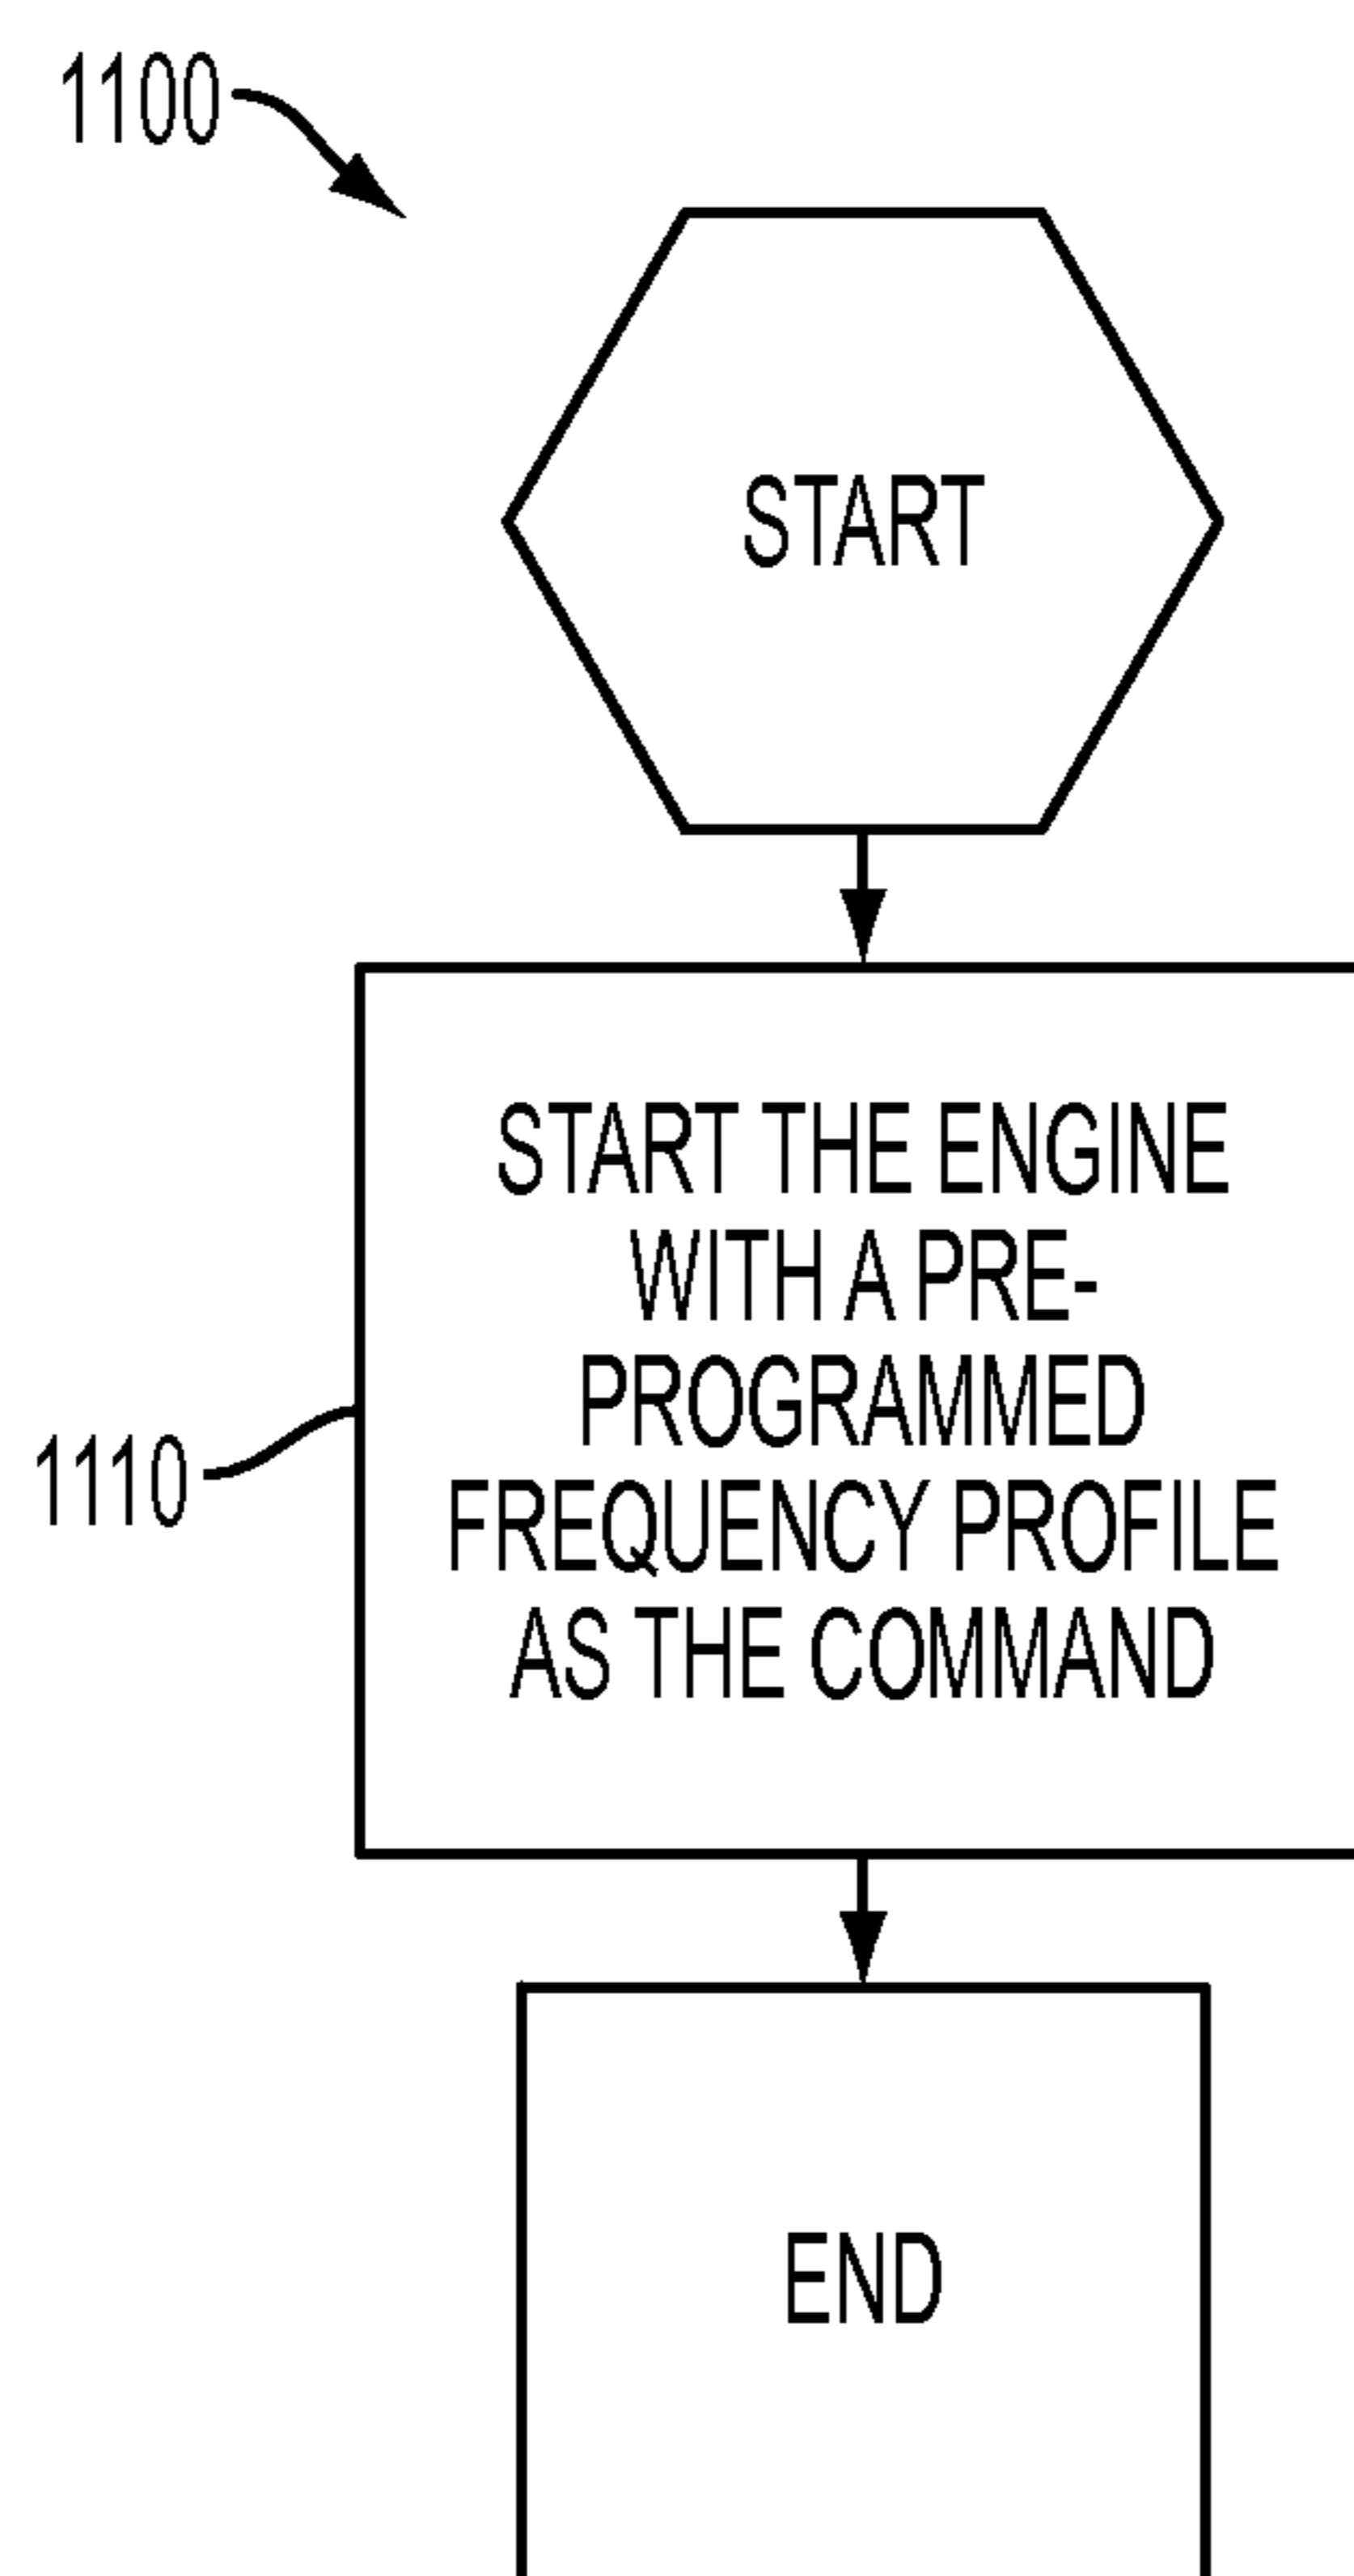 1100
START
START THE ENGINE
WITH A PRE-
PROGRAMMED
FREQUENCY PROFILE
AS THE COMMAND
1110
END